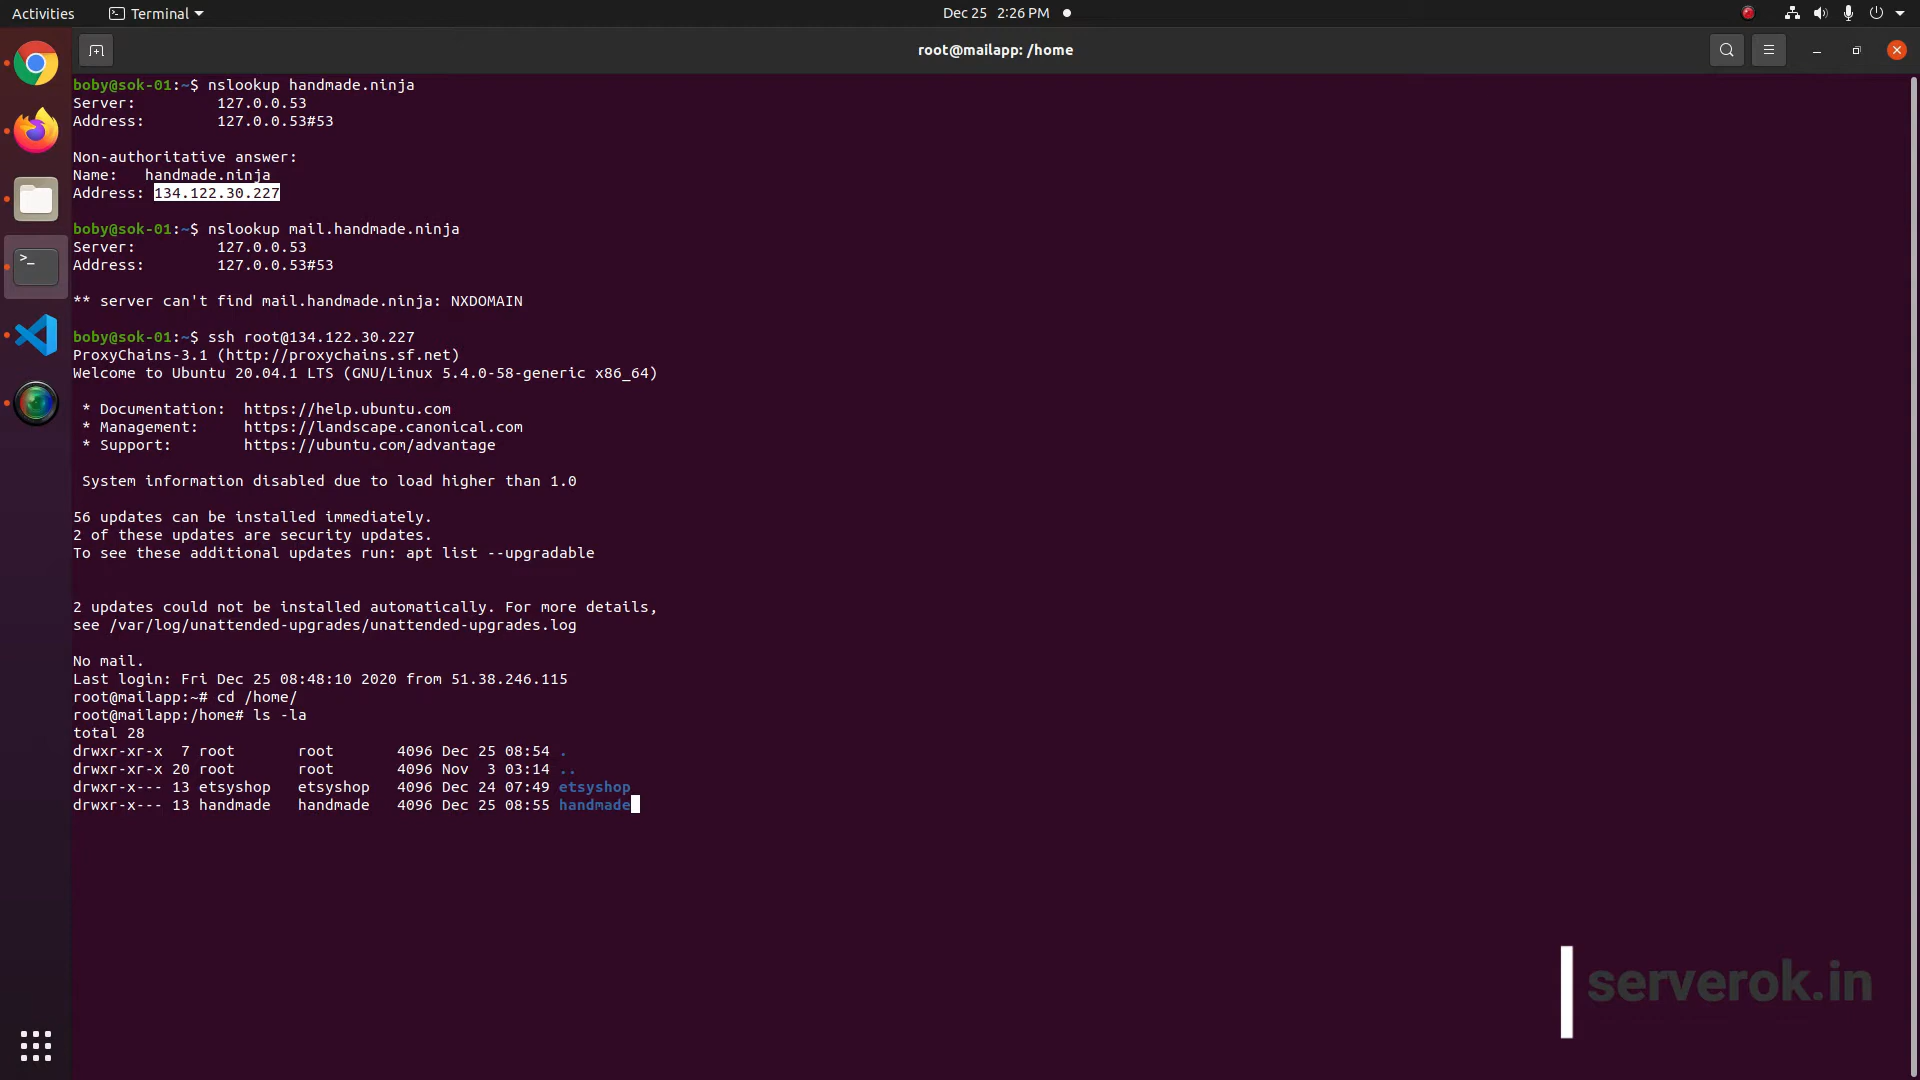 Activities Terminal Dec 25 2:26 PM
root@mailapp: /home
boby@sok-01:~$ nslookup handmade.ninja
Server: 127.0.0.53
Address: 127.0.0.53#53
Non-authoritative answer:
Name: handmade.ninja
Address: 134.122.30.227
boby@sok-01:~$ nslookup mail.handmade.ninja
Server: 127.0.0.53
Address: 127.0.0.53#53
** server can't find mail.handmade.ninja: NXDOMAIN
boby@sok-01:~$ ssh root@134.122.30.227
ProxyChains-3.1 (http://proxychains.sf.net)
Welcome to Ubuntu 20.04.1 LTS (GNU/Linux 5.4.0-58-generic x86_64)
* Documentation: https://help.ubuntu.com
* Management: https://landscape.canonical.com
* Support: https://ubuntu.com/advantage
System information disabled due to load higher than 1.0
56 updates can be installed immediately.
2 of these updates are security updates.
To see these additional updates run: apt list --upgradable
2 updates could not be installed automatically. For more details,
see /var/log/unattended-upgrades/unattended-upgrades.log
No mail.
Last login: Fri Dec 25 08:48:10 2020 from 51.38.246.115
root@mailapp:~# cd /home/
root@mailapp:/home# ls -la
total 28
drwxr-xr-x 7 root root 4096 Dec 25 08:54 .
drwxr-xr-x 20 root root 4096 Nov 3 03:14 ..
drwxr-x--- 13 etsyshop etsyshop 4096 Dec 24 07:49 etsyshop
drwxr-x--- 13 handmade handmade 4096 Dec 25 08:55 handmade
serverok.in